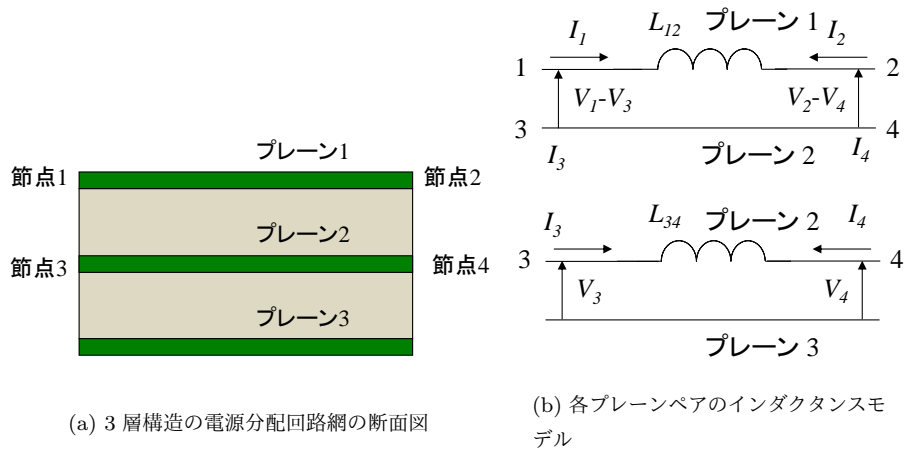 プレーン1
節点1
節点2
プレーン2
節点3
節点4
プレーン3
(a) 3 層構造の電源分配回路網の断面図
プレーン 1
I1 L12 I2
1 2
V1-V3 V2-V4
3 4
I3 プレーン 2 I4
I3 L34 プレーン 2 I4
3 4
V3 V4
プレーン 3
(b) 各プレーンペアのインダクタンスモ
デル